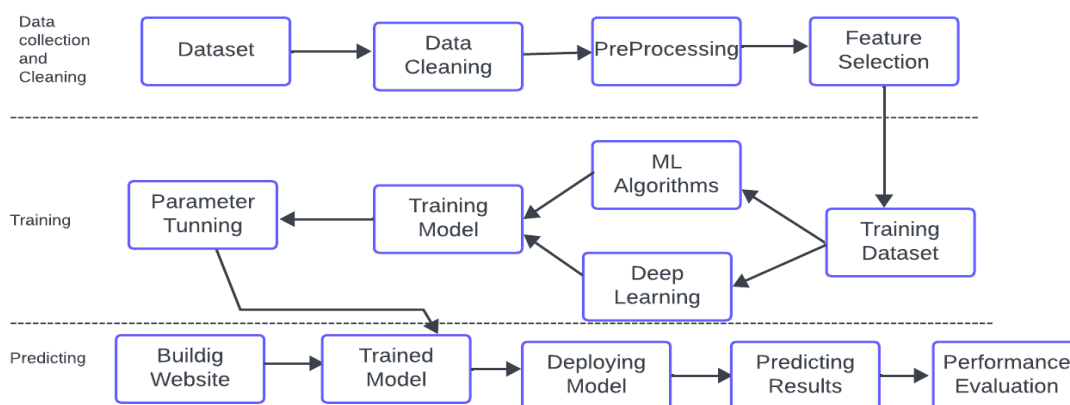 Data
collection
and
Cleaning
Dataset
Data
Cleaning
PreProcessing
Feature
Selection
Training
Parameter
Tunning
Training
Model
ML
Algorithms
Deep
Learning
Training
Dataset
Predicting
Buildig
Website
Trained
Model
Deploying
Model
Predicting
Results
Performance
Evaluation